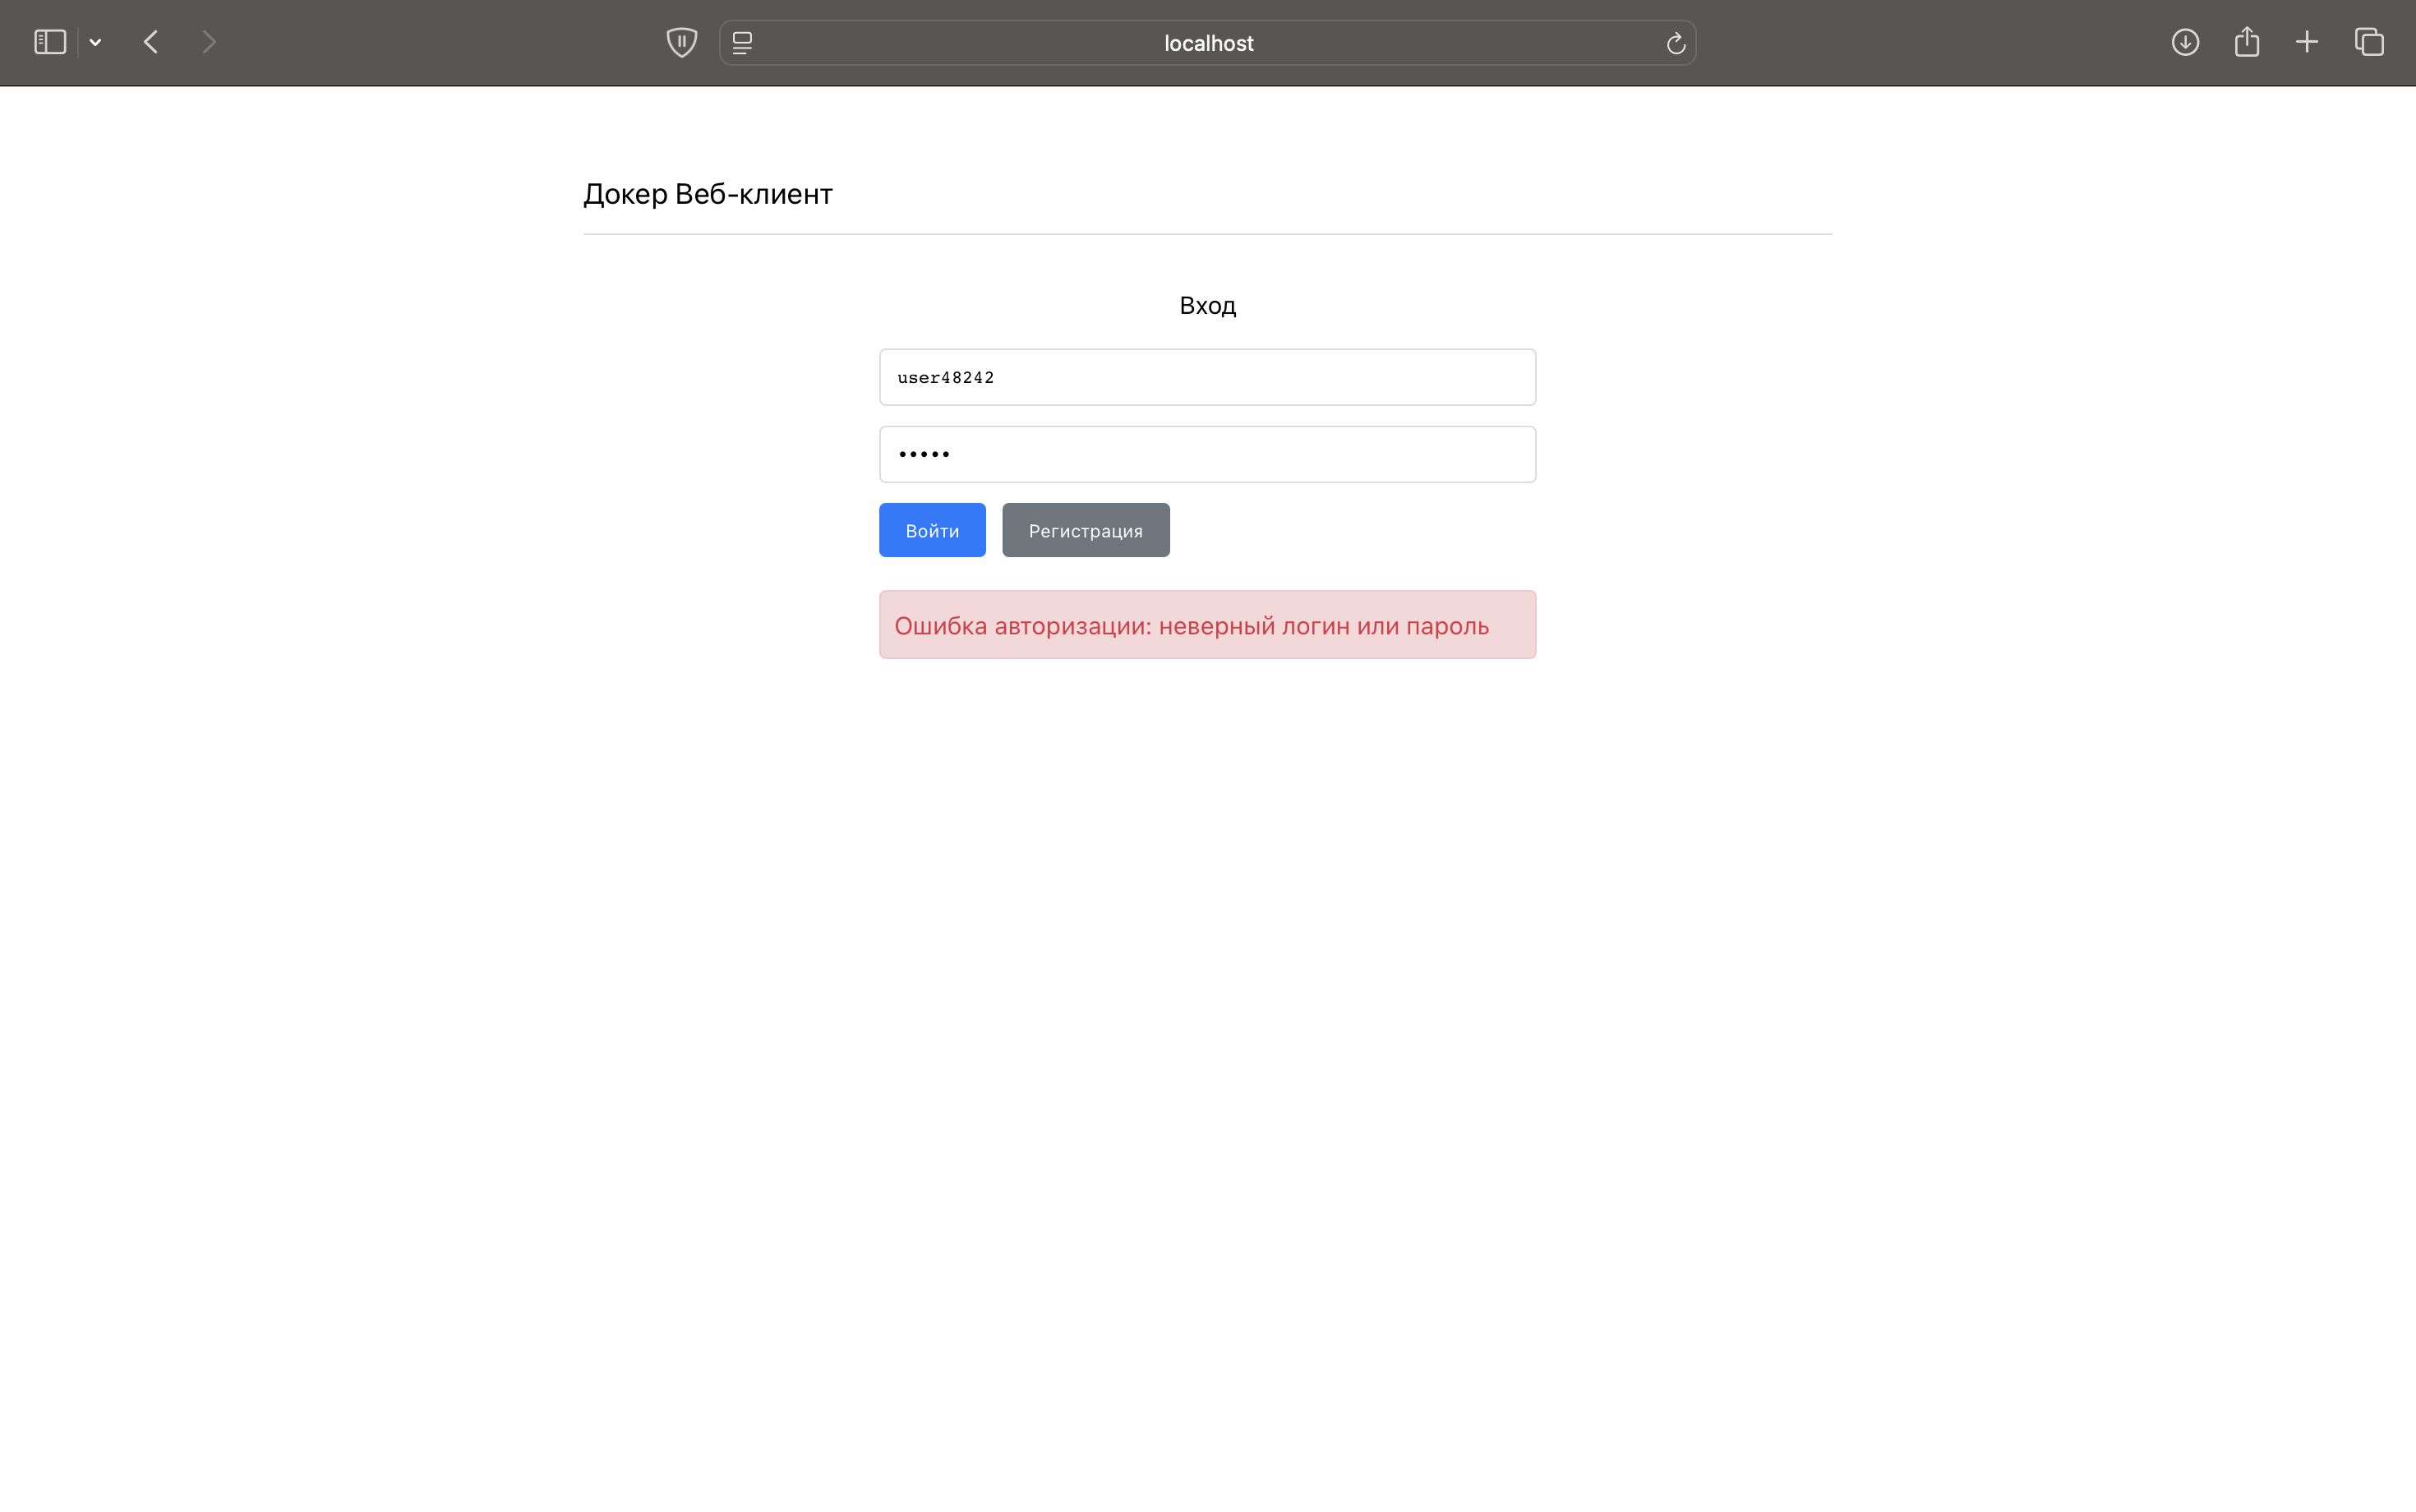 localhost
Докер Веб-клиент
Вход
user48242
•••••
Войти Регистрация
Ошибка авторизации: неверный логин или пароль